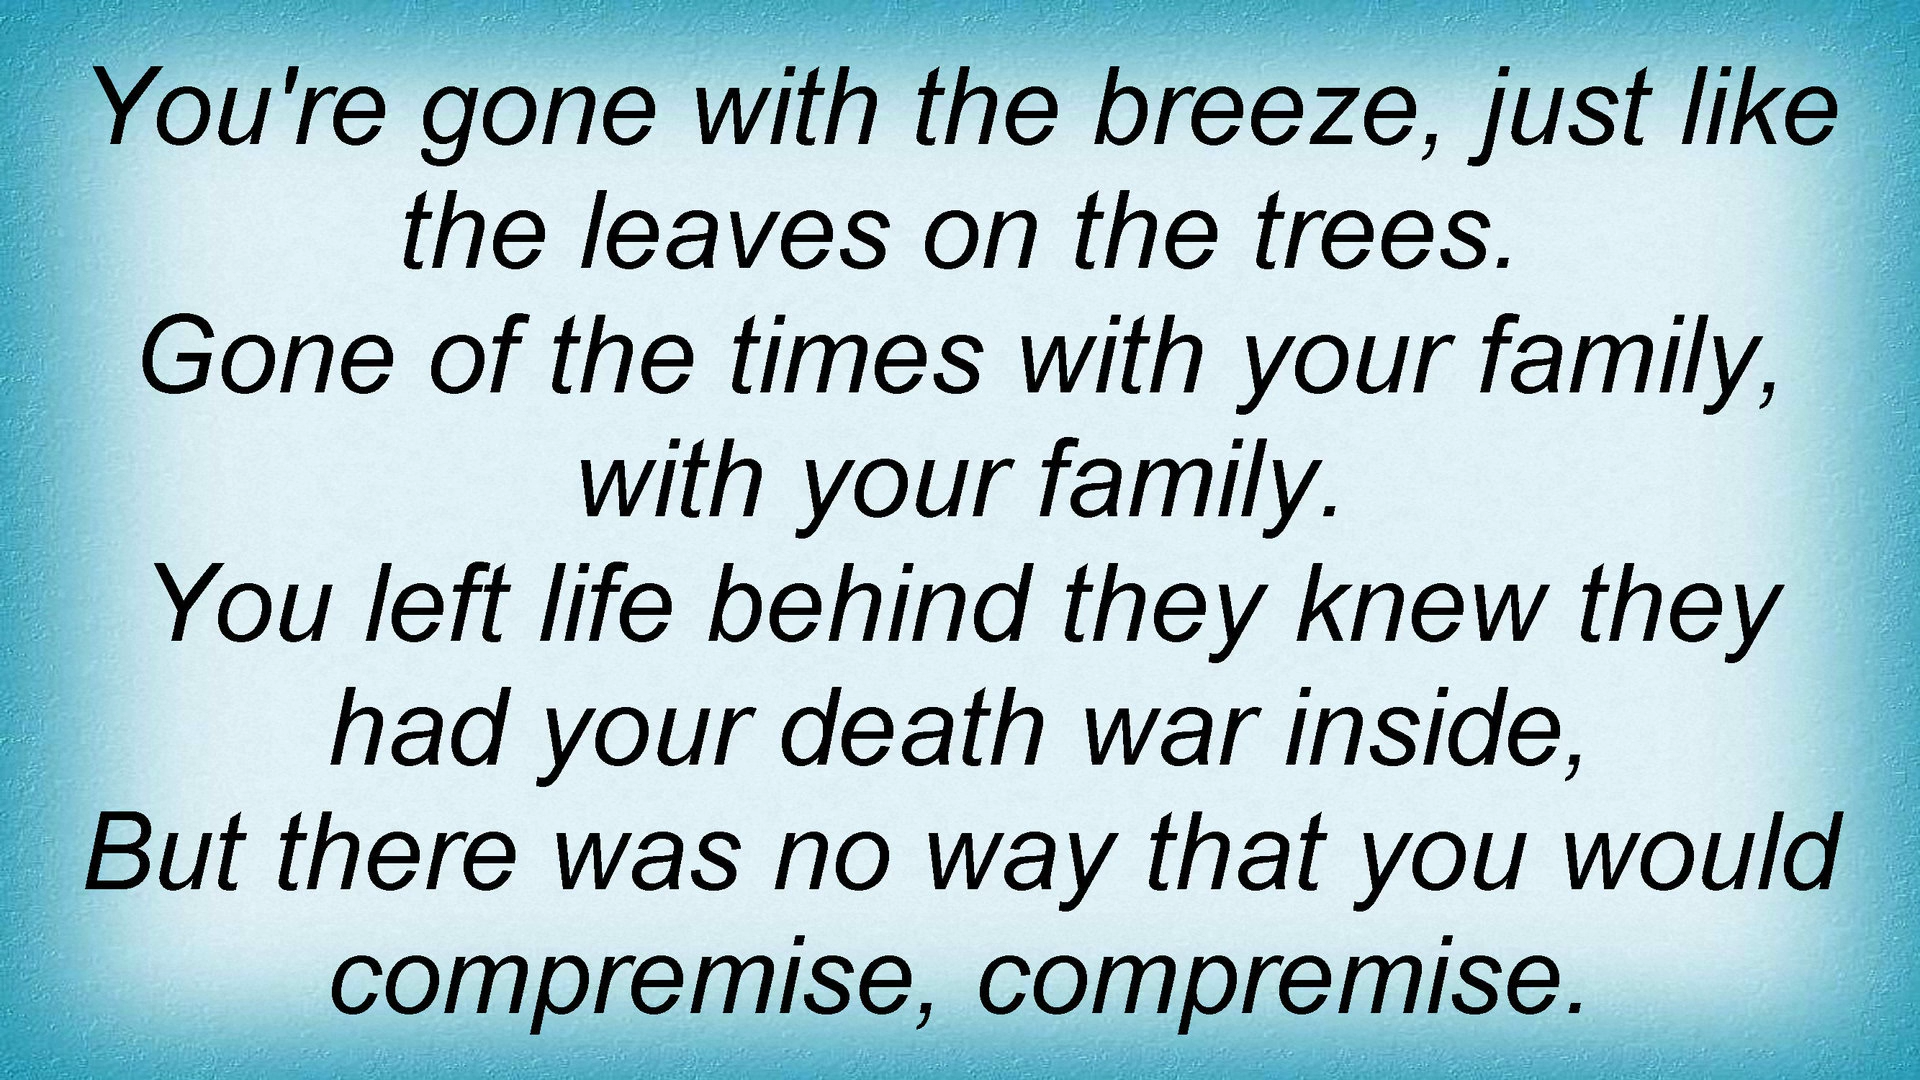 You're gone with the breeze, just like
the leaves on the trees.
Gone of the times with your family,
with your family.
You left life behind they knew they
had your death war inside,
But there was no way that you would
compremise, compremise.